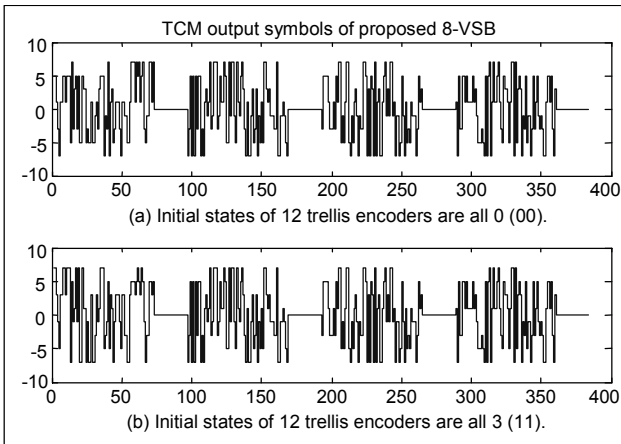 TCM output symbols of proposed 8-VSB
10
5
0
-5
-10
0 50 100 150 200 250 300 350 400
(a) Initial states of 12 trellis encoders are all 0 (00).
10
5
0
-5
-10
0 50 100 150 200 250 300 350 400
(b) Initial states of 12 trellis encoders are all 3 (11).